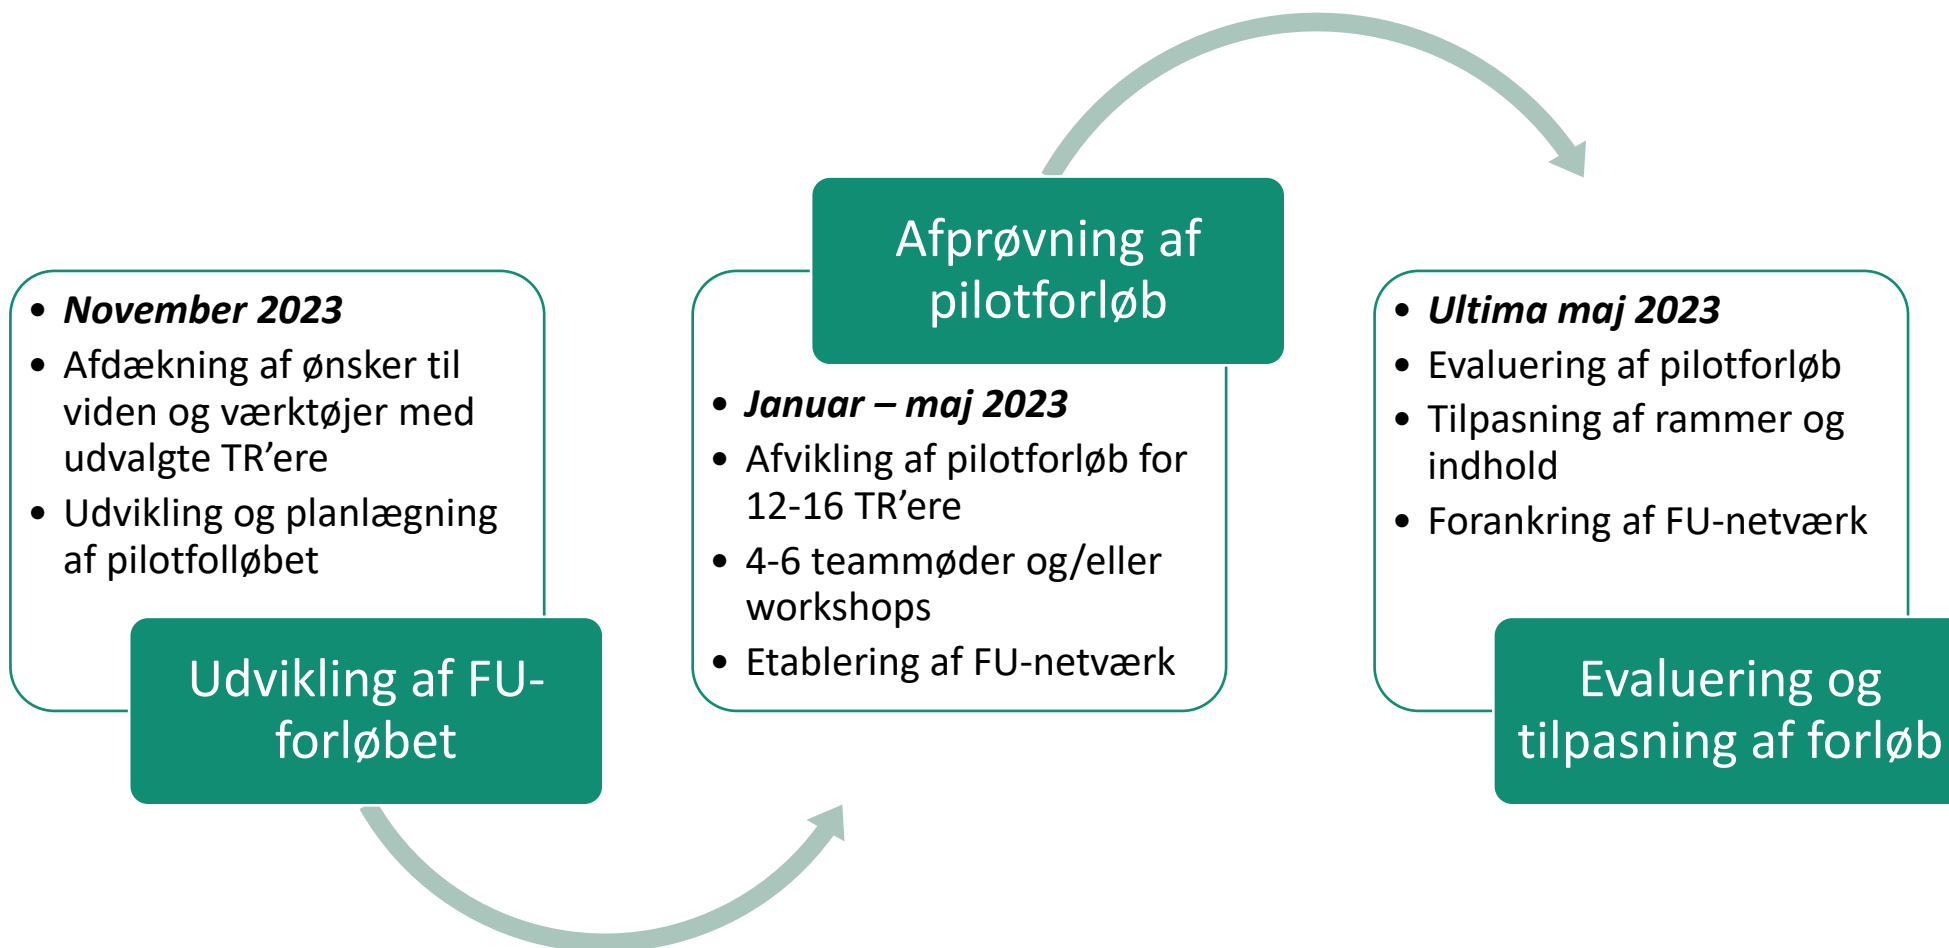 • November 2023
• Afdækning af ønsker til
viden og værktøjer med
udvalgte TR’ere
• Udvikling og planlægning
af pilotfolløbet
Udvikling af FU-
forløbet
Afprøvning af
pilotforløb
• Januar – maj 2023
• Afvikling af pilotforløb for
12-16 TR’ere
• 4-6 teammøder og/eller
workshops
• Etablering af FU-netværk
• Ultima maj 2023
• Evaluering af pilotforløb
• Tilpasning af rammer og
indhold
• Forankring af FU-netværk
Evaluering og
tilpasning af forløb